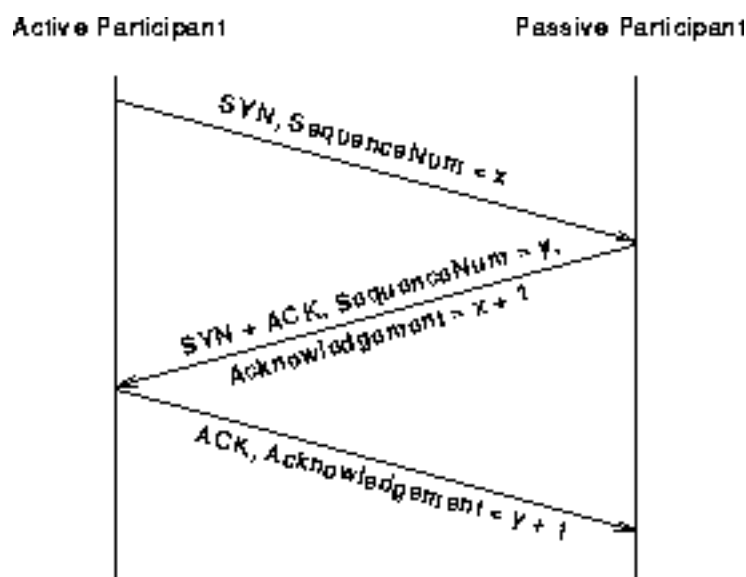 Active Participant
Passive Participant
SYN, SequenceNum = x
SYN + ACK, SequenceNum = y,
Acknowledgement = x + 1
ACK, Acknowledgement = y + 1